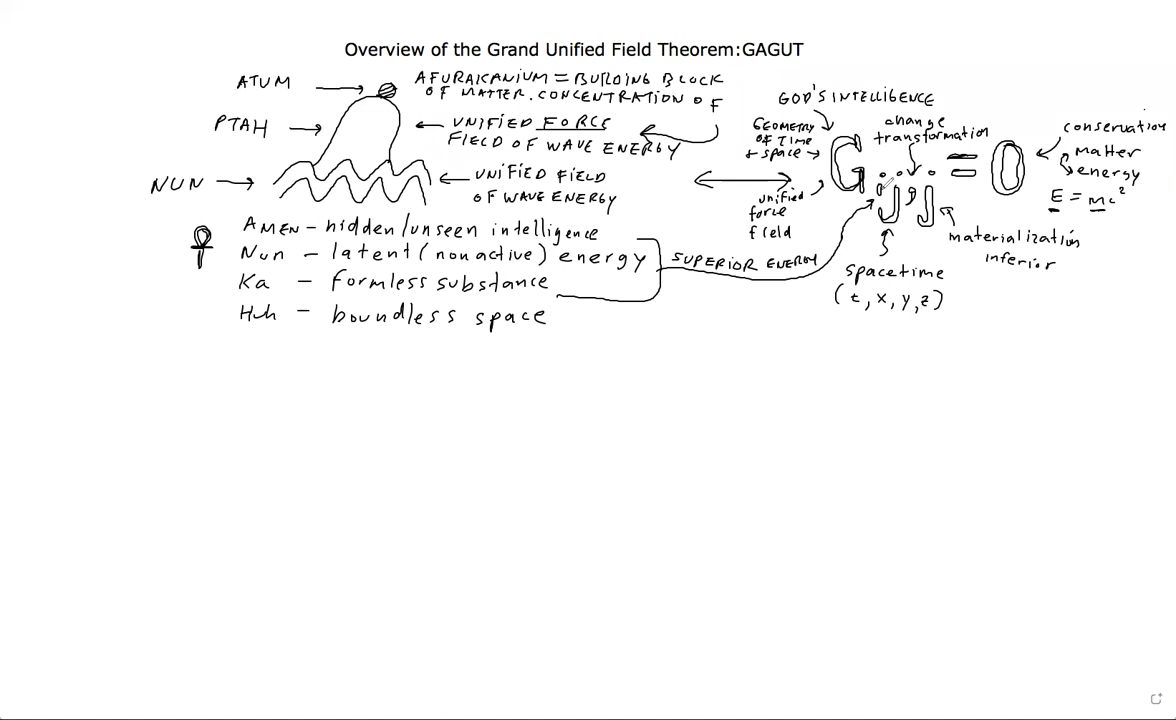 Overview of the Grand Unified Field Theorem:GAGUT
ATUM
AFURAKANIUM = BUILDING BLOCK
OF MATTER. CONCENTRATION OF F
PTAH
UNIFIED FORCE
FIELD OF WAVE ENERGY
NUN
UNIFIED FIELD
OF WAVE ENERGY
AMEN - hidden/unseen intelligence
Nun - latent (nonactive) energy
Ka - formless substance
Huh - boundless space
SUPERIOR ENERGY
GOD'S INTELLIGENCE
GEOMETRY
OF TIME
+ space
change
transformation
G ij,j = 0
unified
force
field
spacetime
(t, x, y, z)
materialization
inferior
conservation
matter
energy
E = mc²